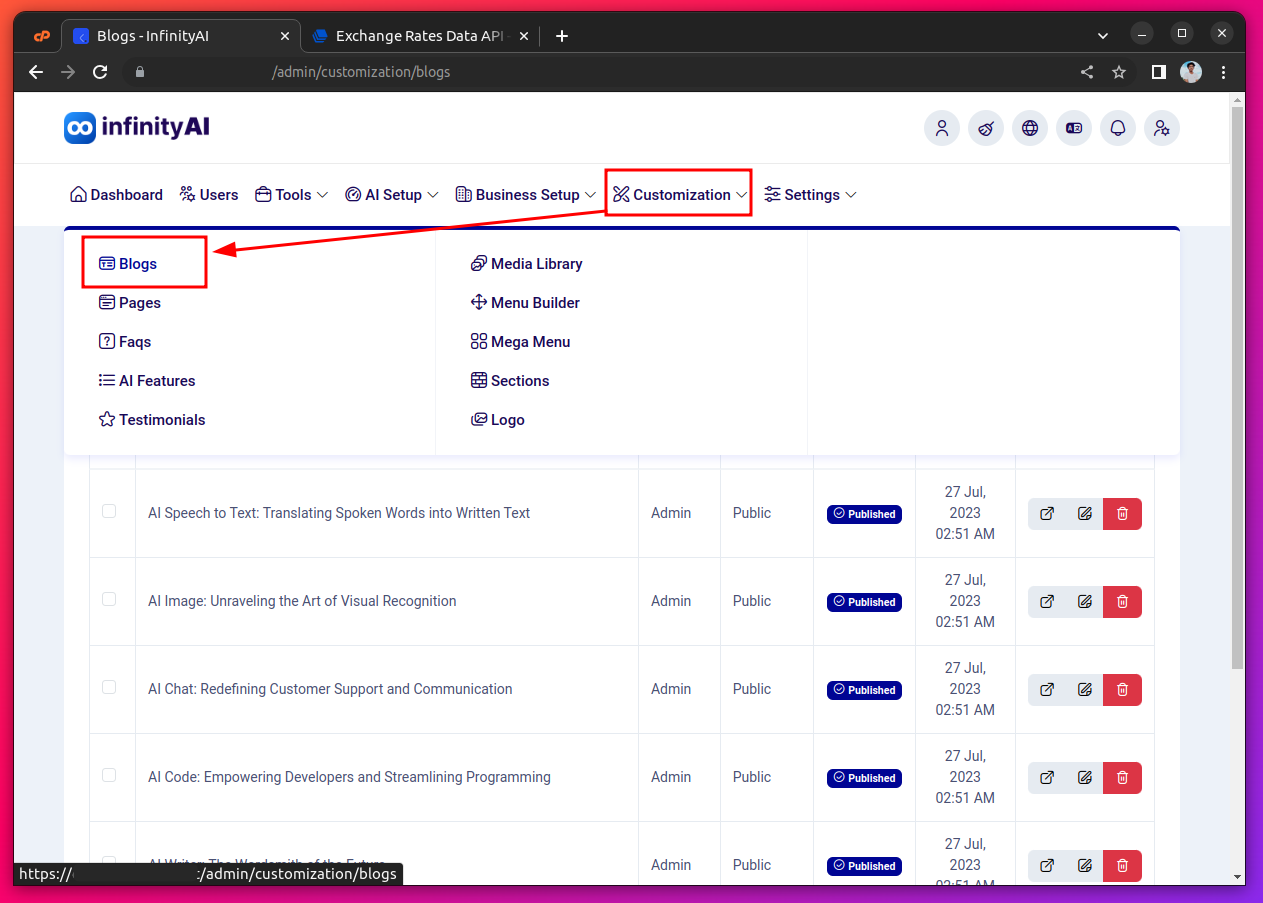 Blogs - InfinityAI
Exchange Rates Data API
/admin/customization/blogs
infinityAI
Dashboard Users Tools AI Setup Business Setup Customization Settings
Blogs
Pages
Faqs
AI Features
Testimonials
Media Library
Menu Builder
Mega Menu
Sections
Logo
AI Speech to Text: Translating Spoken Words into Written Text Admin Public Published 27 Jul, 2023 02:51 AM
AI Image: Unraveling the Art of Visual Recognition Admin Public Published 27 Jul, 2023 02:51 AM
AI Chat: Redefining Customer Support and Communication Admin Public Published 27 Jul, 2023 02:51 AM
AI Code: Empowering Developers and Streamlining Programming Admin Public Published 27 Jul, 2023 02:51 AM
AI Writer: The Wordsmith of the Future Admin Public Published 27 Jul, 2023 02:51 AM
https:// :/admin/customization/blogs